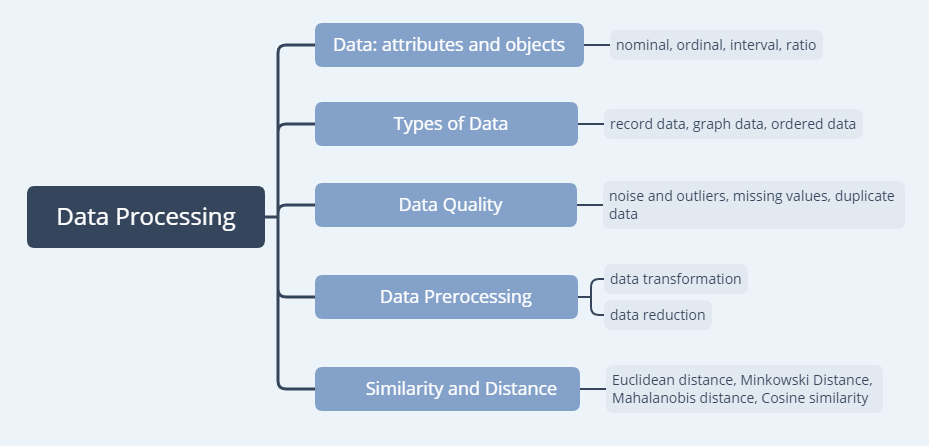 Data Processing
Data: attributes and objects
nominal, ordinal, interval, ratio
Types of Data
record data, graph data, ordered data
Data Quality
noise and outliers, missing values, duplicate
data
Data Prerocessing
data transformation
data reduction
Similarity and Distance
Euclidean distance, Minkowski Distance,
Mahalanobis distance, Cosine similarity